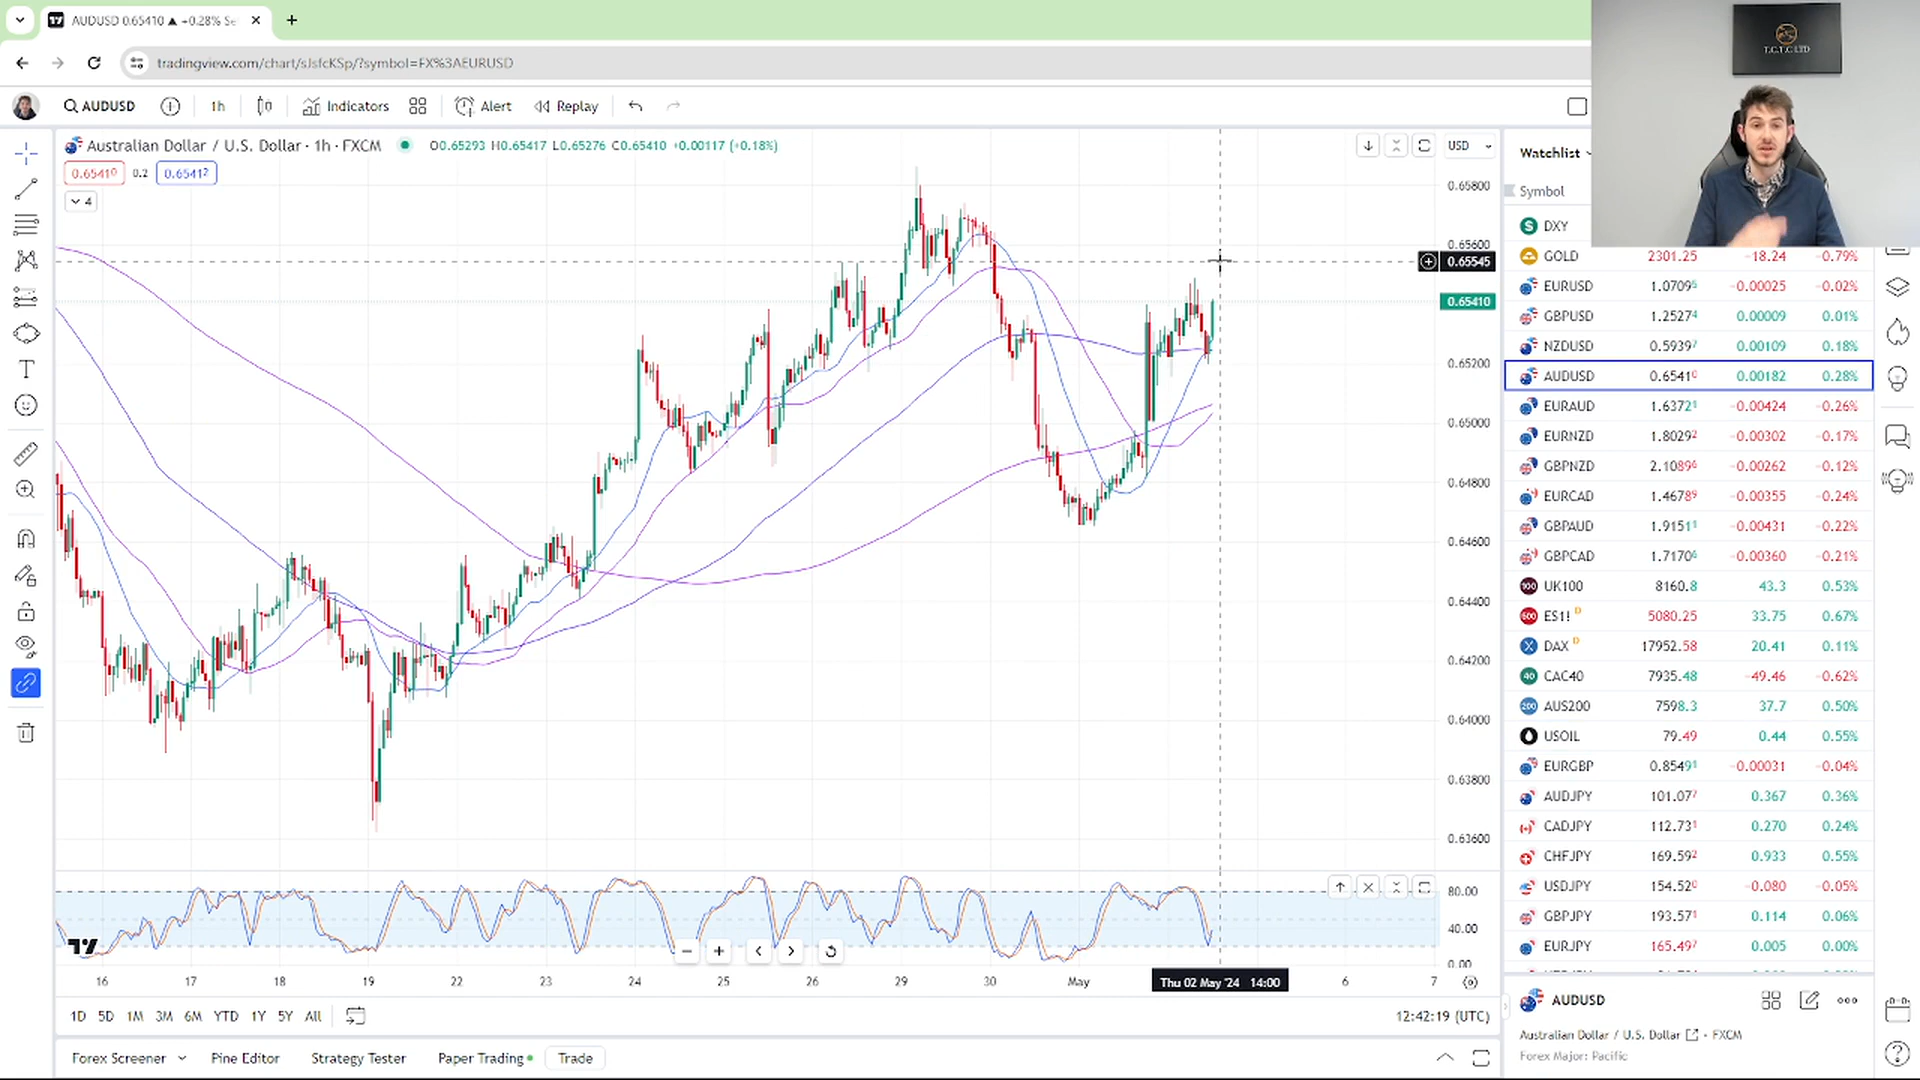 AUDUSD 0.65410 ▲ +0.28% Se
tradingview.com/chart/sJsfcKSp/?symbol=FX%3AEURUSD
T.C.T.C LTD
AUDUSD 1h Indicators Alert Replay
Australian Dollar / U.S. Dollar · 1h · FXCM O0.65293 H0.65417 L0.65276 C0.65410 +0.00117 (+0.18%)
USD
0.65410 0.2 0.65412
4
0.65800
0.65600
0.65545
0.65410
0.65200
0.65000
0.64800
0.64600
0.64400
0.64200
0.64000
0.63800
0.63600
80.00
40.00
0.00
16 17 18 19 22 23 24 25 26 29 30 May Thu 02 May '24 14:00 6 7
1D 5D 1M 3M 6M YTD 1Y 5Y All 12:42:19 (UTC)
Forex Screener Pine Editor Strategy Tester Paper Trading Trade
Watchlist
Symbol
DXY
GOLD 2301.25 -18.24 -0.79%
EURUSD 1.07095 -0.00025 -0.02%
GBPUSD 1.25274 0.00009 0.01%
NZDUSD 0.59397 0.00109 0.18%
AUDUSD 0.65410 0.00182 0.28%
EURAUD 1.63721 -0.00424 -0.26%
EURNZD 1.80292 -0.00302 -0.17%
GBPNZD 2.10896 -0.00262 -0.12%
EURCAD 1.46789 -0.00355 -0.24%
GBPAUD 1.91511 -0.00431 -0.22%
GBPCAD 1.71706 -0.00360 -0.21%
100 UK100 8160.8 43.3 0.53%
500 ES1! D 5080.25 33.75 0.67%
DAX D 17952.58 20.41 0.11%
40 CAC40 7935.48 -49.46 -0.62%
200 AUS200 7598.3 37.7 0.50%
USOIL 79.49 0.44 0.55%
EURGBP 0.85491 -0.00031 -0.04%
AUDJPY 101.077 0.367 0.36%
CADJPY 112.731 0.270 0.24%
CHFJPY 169.592 0.933 0.55%
USDJPY 154.520 -0.080 -0.05%
GBPJPY 193.571 0.114 0.06%
EURJPY 165.497 0.005 0.00%
AUDUSD
Australian Dollar / U.S. Dollar · FXCM
Forex Major: Pacific